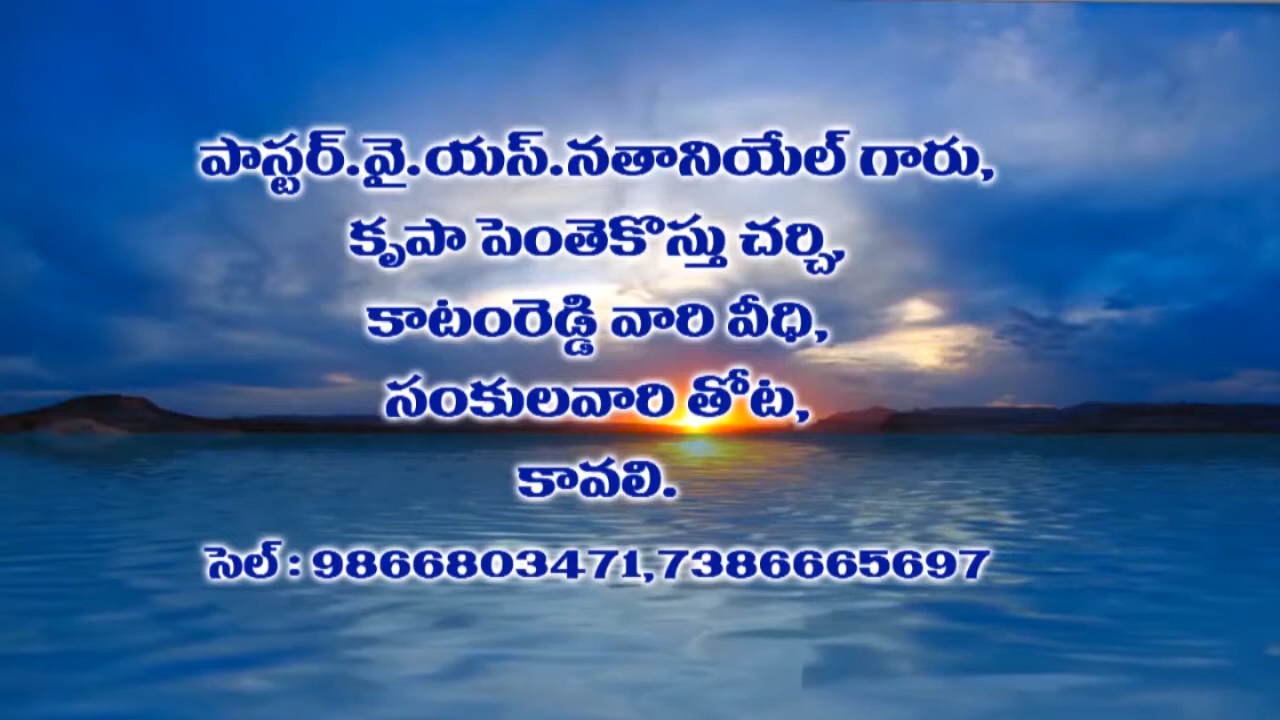 పాస్టర్.వై.యస్.నతానియేల్ గారు,
కృపా పెంతెకొస్తు చర్చి,
కాటంరెడ్డి వారి వీధి,
సంకులవారి తోట,
కావలి.
సెల్ : 9866803471,7386665697